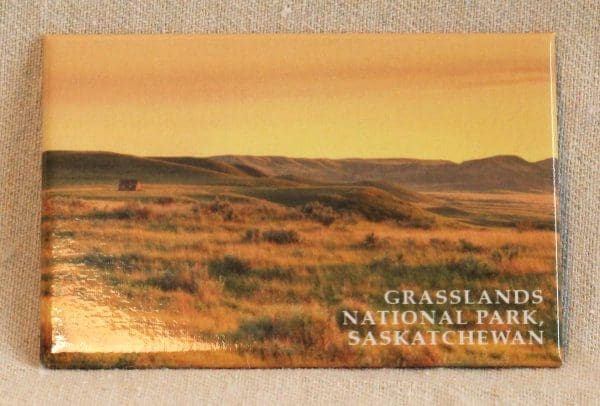 GRASSLANDS
NATIONAL PARK,
SASKATCHEWAN